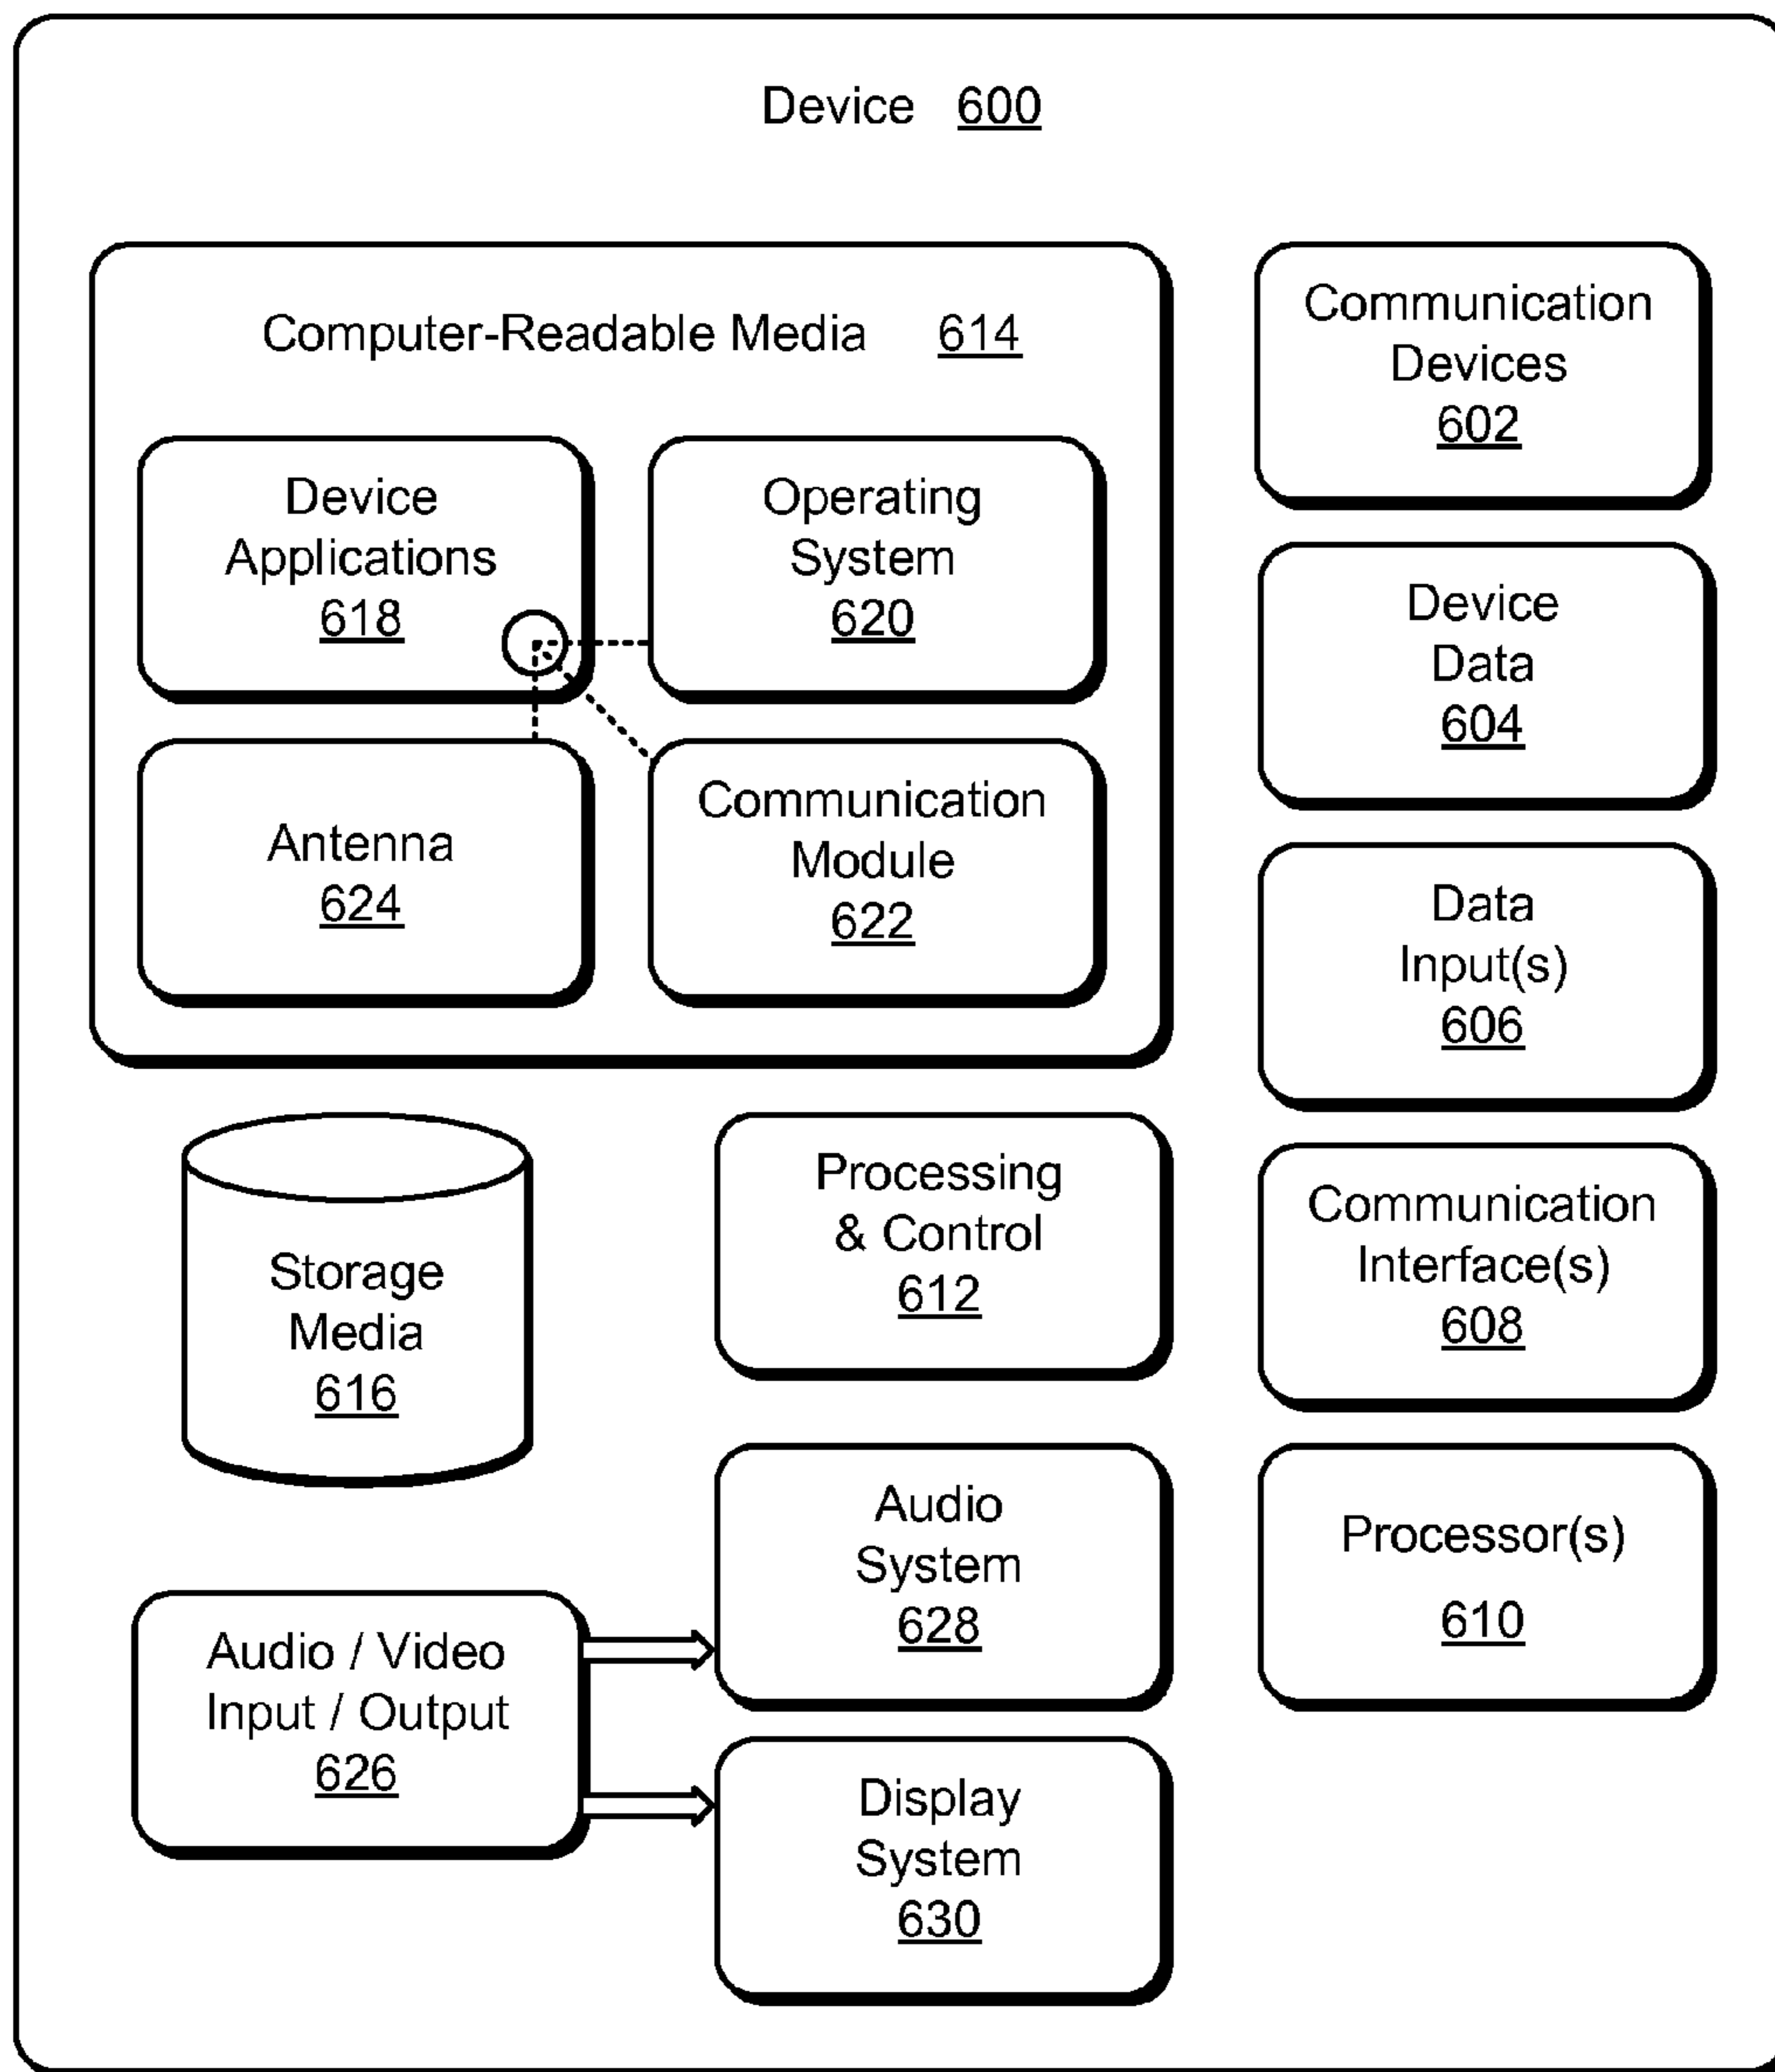 Device 600
Computer-Readable Media 614
Device
Applications
618
Operating
System
620
Antenna
624
Communication
Module
622
Communication
Devices
602
Device
Data
604
Data
Input(s)
606
Communication
Interface(s)
608
Processor(s)
610
Storage
Media
616
Processing
& Control
612
Audio / Video
Input / Output
626
Audio
System
628
Display
System
630